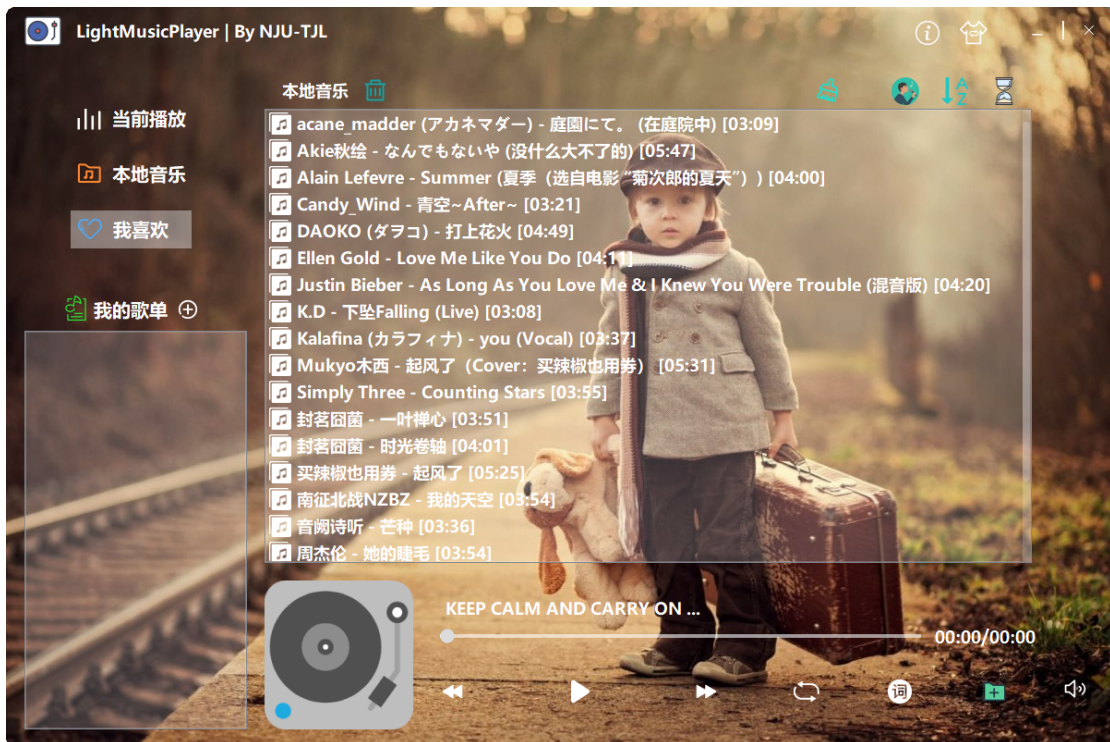 LightMusicPlayer | By NJU-TJL
本地音乐
A
Z
当前播放
本地音乐
我喜欢
我的歌单
acane_madder (アカネマダー) - 庭園にて。 (在庭院中) [03:09]
Akie秋绘 - なんでもないや (没什么大不了的) [05:47]
Alain Lefevre - Summer (夏季（选自电影 “菊次郎的夏天”）) [04:00]
Candy_Wind - 青空~After~ [03:21]
DAOKO (ダヲコ) - 打上花火 [04:49]
Ellen Gold - Love Me Like You Do [04:11]
Justin Bieber - As Long As You Love Me & I Knew You Were Trouble (混音版) [04:20]
K.D - 下坠Falling (Live) [03:08]
Kalafina (カラフィナ) - you (Vocal) [03:37]
Mukyo木西 - 起风了（Cover：买辣椒也用券） [05:31]
Simply Three - Counting Stars [03:55]
封茗囧菌 - 一叶禅心 [03:51]
封茗囧菌 - 时光卷轴 [04:01]
买辣椒也用券 - 起风了 [05:25]
南征北战NZBZ - 我的天空 [03:54]
音阙诗听 - 芒种 [03:36]
周杰伦 - 她的睫毛 [03:54]
KEEP CALM AND CARRY ON ...
00:00/00:00
词